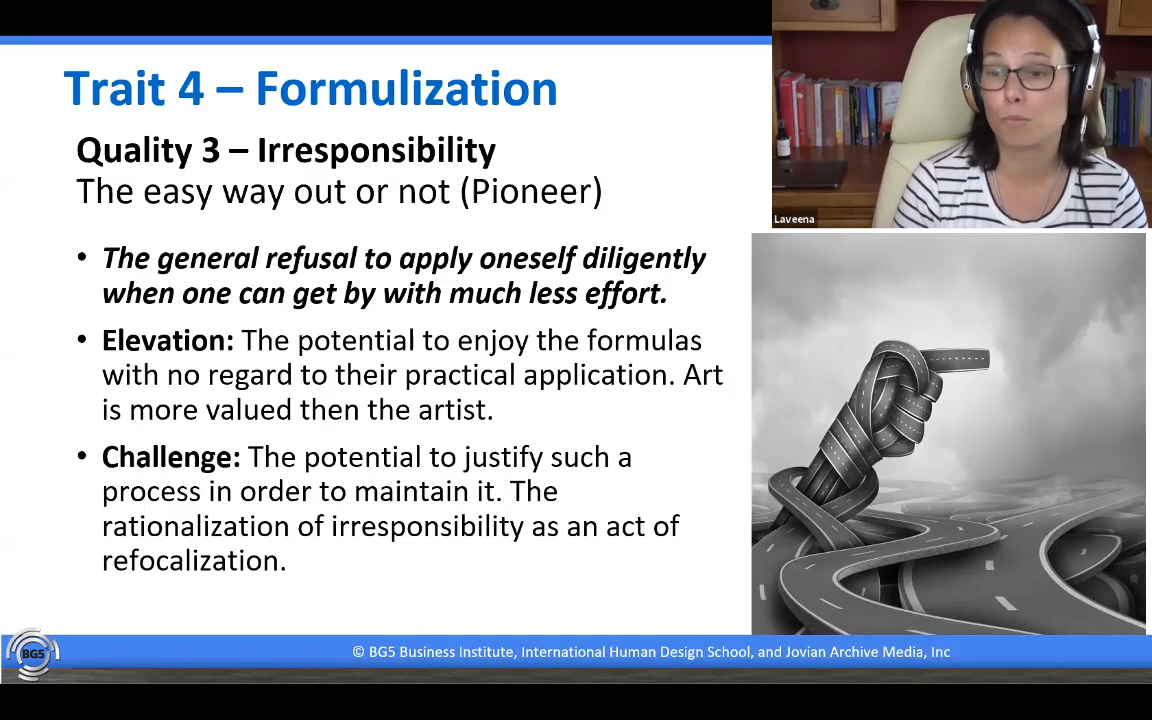 Trait 4 – Formulization
Quality 3 – Irresponsibility
The easy way out or not (Pioneer)
• The general refusal to apply oneself diligently
when one can get by with much less effort.
• Elevation: The potential to enjoy the formulas
with no regard to their practical application. Art
is more valued then the artist.
• Challenge: The potential to justify such a
process in order to maintain it. The
rationalization of irresponsibility as an act of
refocalization.
Laveena
BG5
© BG5 Business Institute, International Human Design School, and Jovian Archive Media, Inc